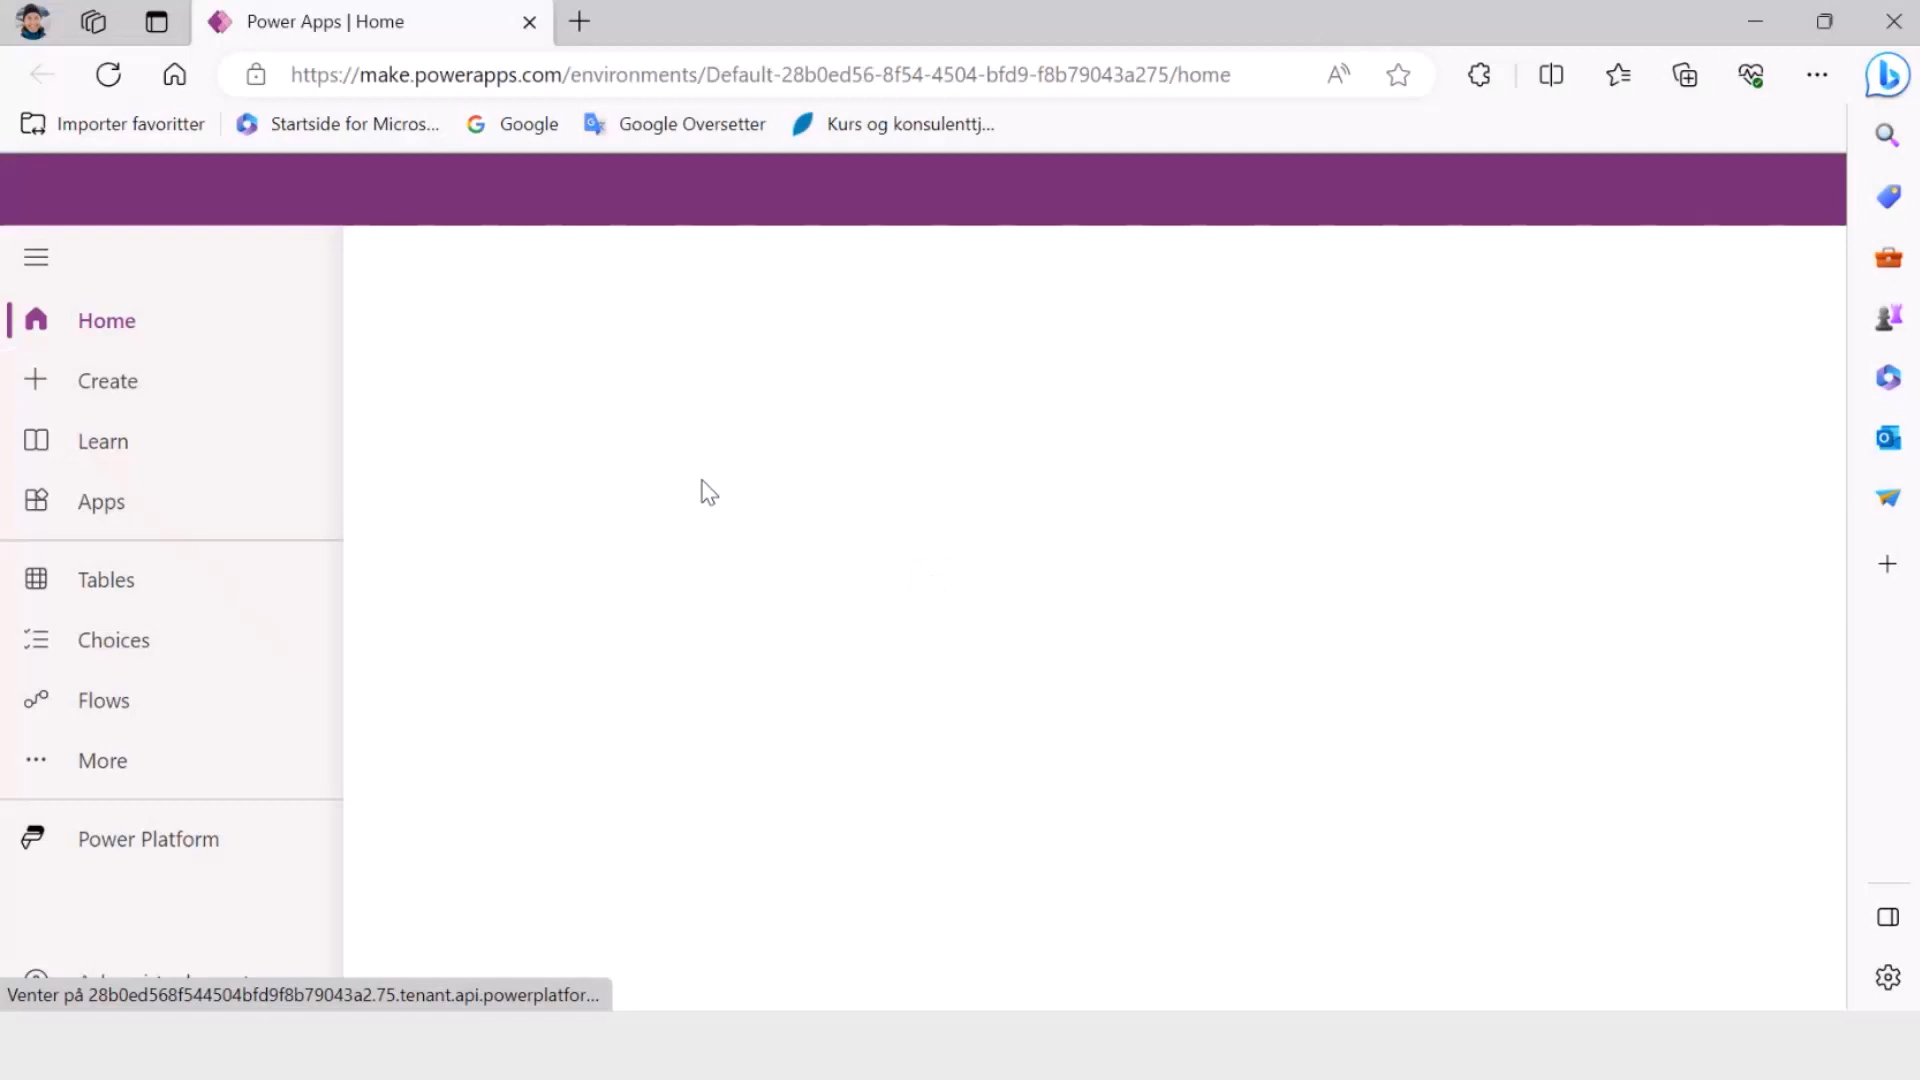 Power Apps | Home
https://make.powerapps.com/environments/Default-28b0ed56-8f54-4504-bfd9-f8b79043a275/home
Importer favoritter
Startside for Micros...
Google
Google Oversetter
Kurs og konsulenttj...
Home
Create
Learn
Apps
Tables
Choices
Flows
More
Power Platform
Venter på 28b0ed568f544504bfd9f8b79043a2.75.tenant.api.powerplatfor...